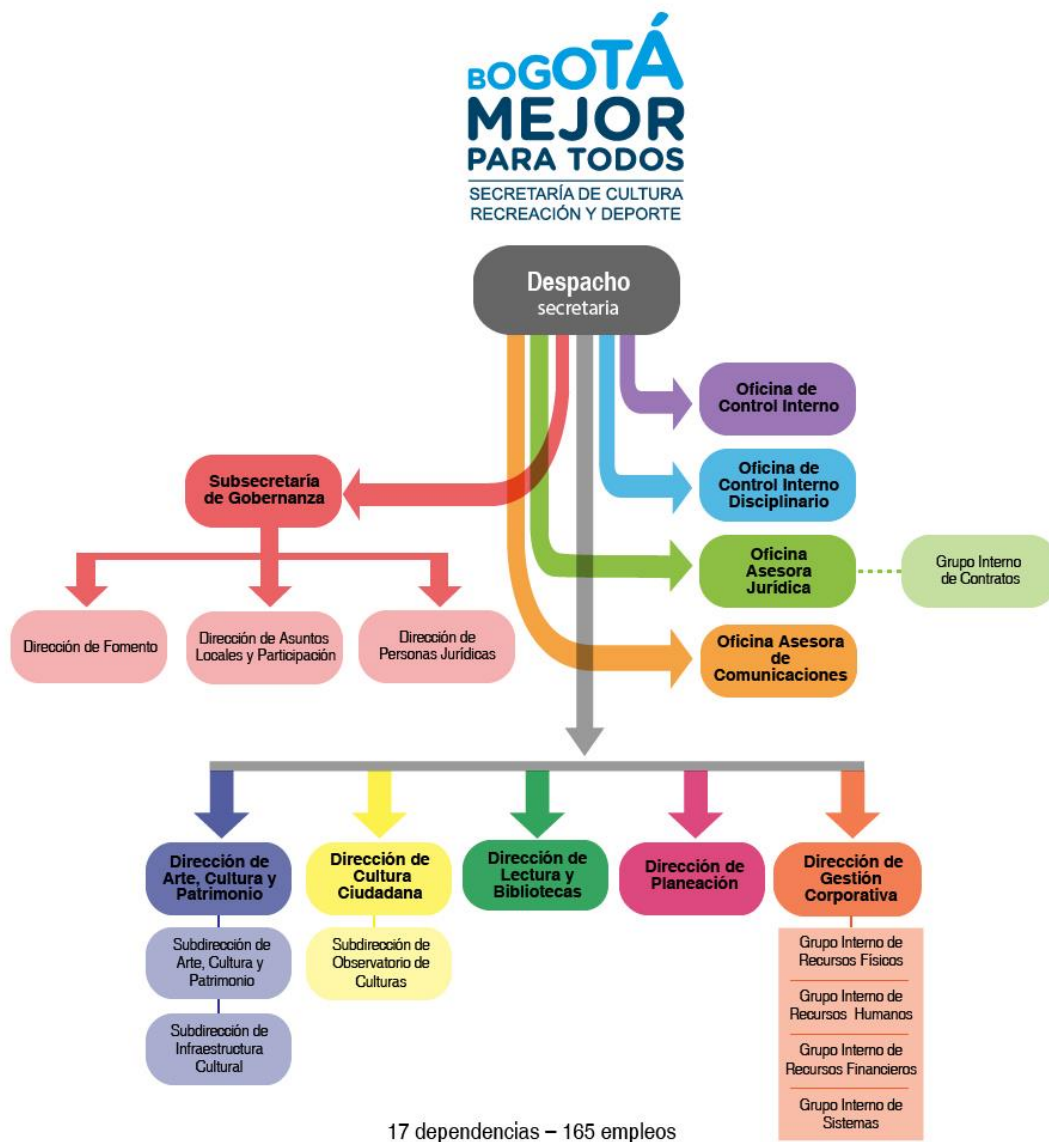 BOGOTÁ
MEJOR
PARA TODOS
SECRETARÍA DE CULTURA
RECREACIÓN Y DEPORTE
Despacho
secretaria
Oficina de
Control Interno
Oficina de
Control Interno
Disciplinario
Subsecretaría
de Gobernanza
Oficina
Asesora
Jurídica
Grupo Interno
de Contratos
Dirección de Fomento
Dirección de Asuntos
Locales y Participación
Dirección de
Personas Jurídicas
Oficina Asesora
de
Comunicaciones
Dirección de
Arte, Cultura y
Patrimonio
Dirección de
Cultura
Ciudadana
Dirección de
Lectura y
Bibliotecas
Dirección de
Planeación
Dirección de
Gestión
Corporativa
Subdirección de
Arte, Cultura y
Patrimonio
Subdirección de
Observatorio de
Culturas
Grupo Interno de
Recursos Físicos
Grupo Interno de
Recursos Humanos
Subdirección de
Infraestructura
Cultural
Grupo Interno de
Recursos Financieros
Grupo Interno de
Sistemas
17 dependencias – 165 empleos